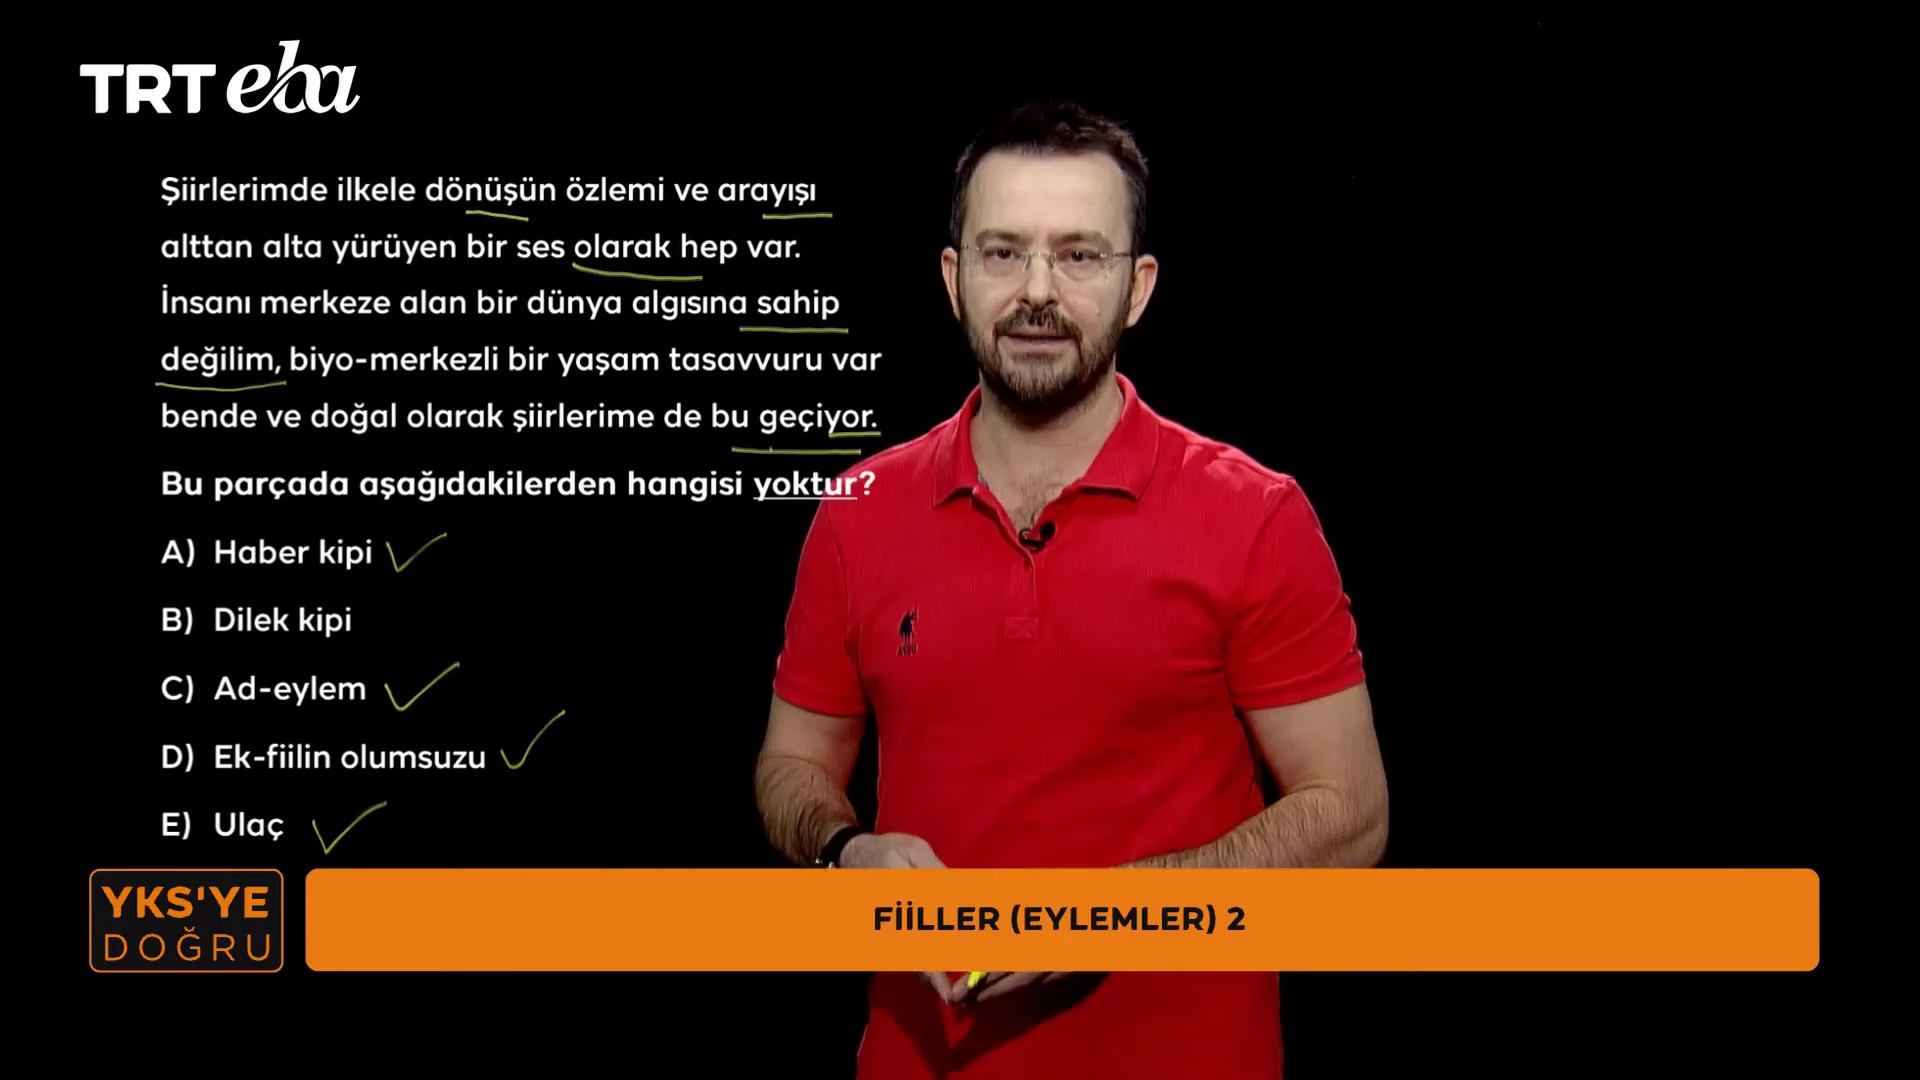 TRT eba
Şiirlerimde ilkele dönüşün özlemi ve arayışı
alttan alta yürüyen bir ses olarak hep var.
İnsanı merkeze alan bir dünya algısına sahip
değilim, biyo-merkezli bir yaşam tasavvuru var
bende ve doğal olarak şiirlerime de bu geçiyor.
Bu parçada aşağıdakilerden hangisi yoktur?
A) Haber kipi
B) Dilek kipi
C) Ad-eylem
D) Ek-fiilin olumsuzu
E) Ulaç
YKS'YE
DOĞRU
FİİLLER (EYLEMLER) 2